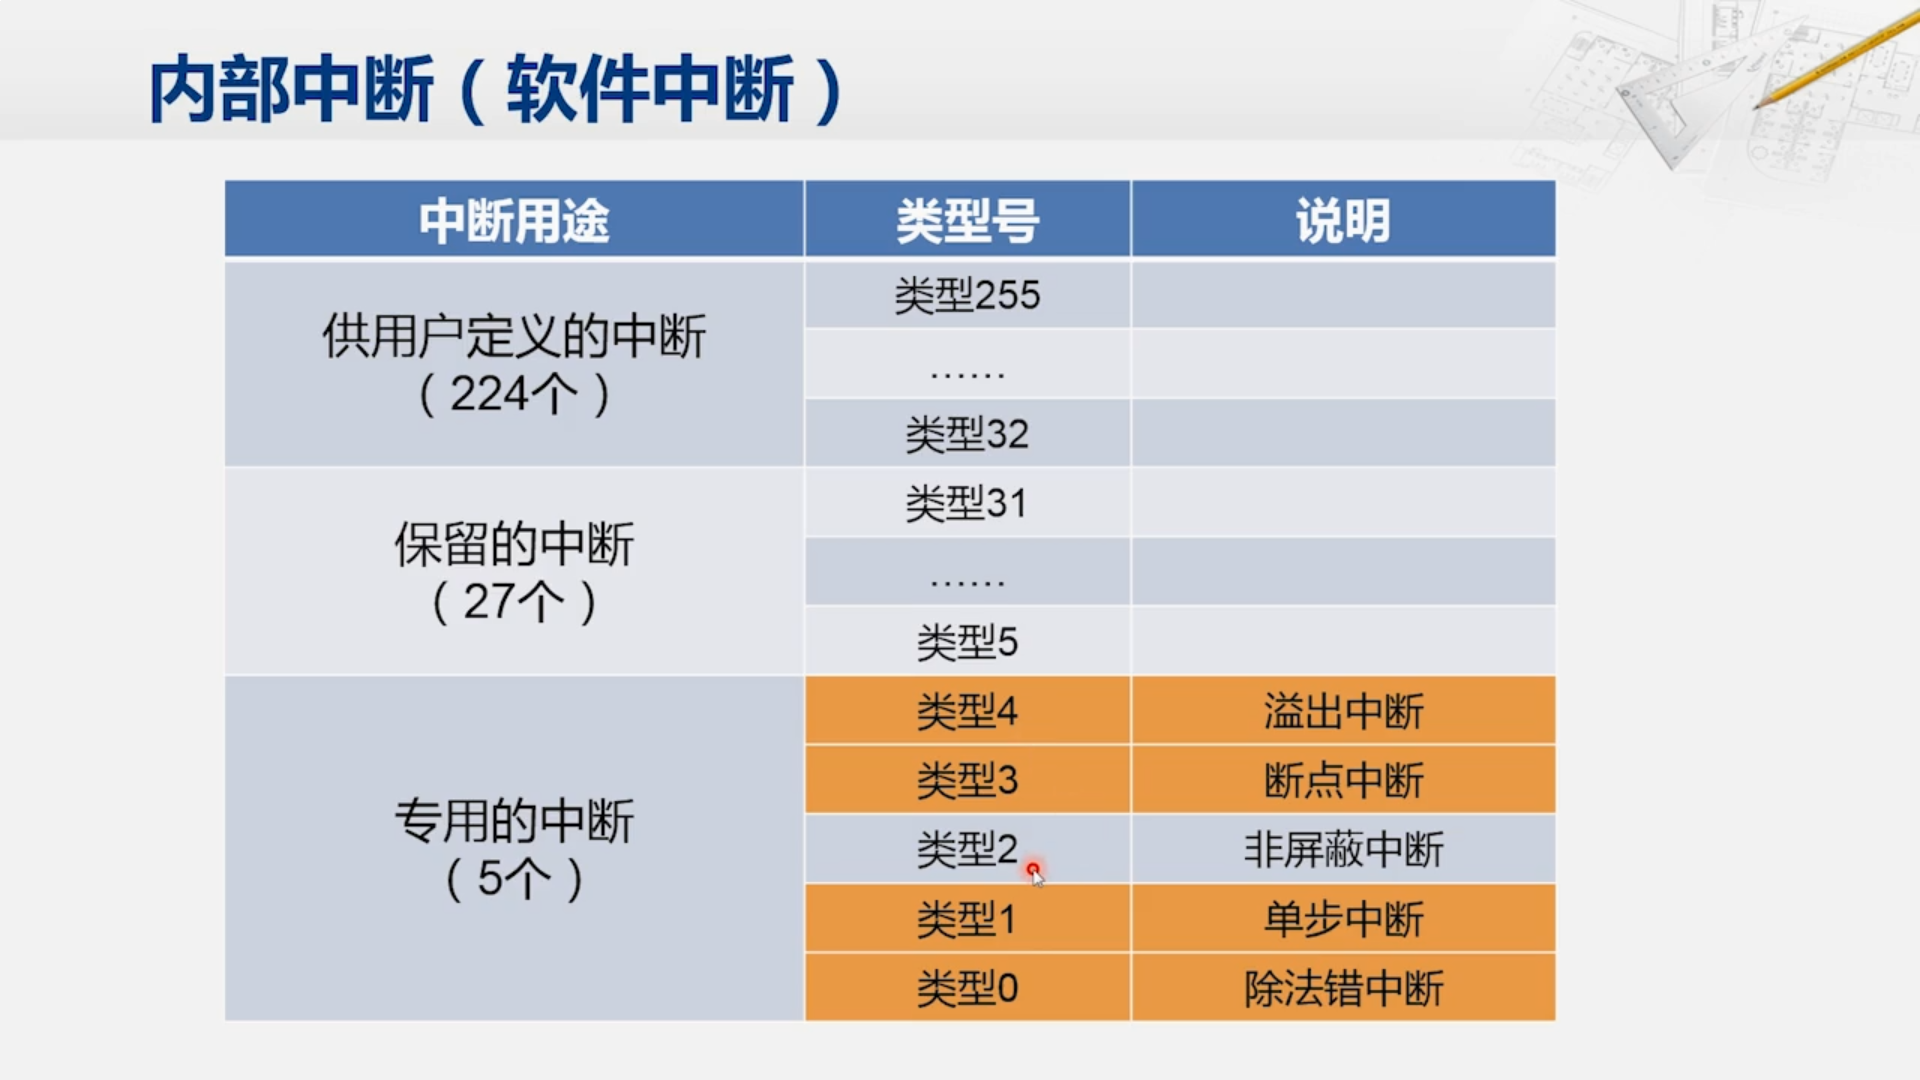 内部中断（软件中断）
中断用途 类型号 说明
供用户定义的中断
（224个）
类型255
……
类型32
保留的中断
（27个）
类型31
……
类型5
专用的中断
（5个）
类型4 溢出中断
类型3 断点中断
类型2 非屏蔽中断
类型1 单步中断
类型0 除法错中断